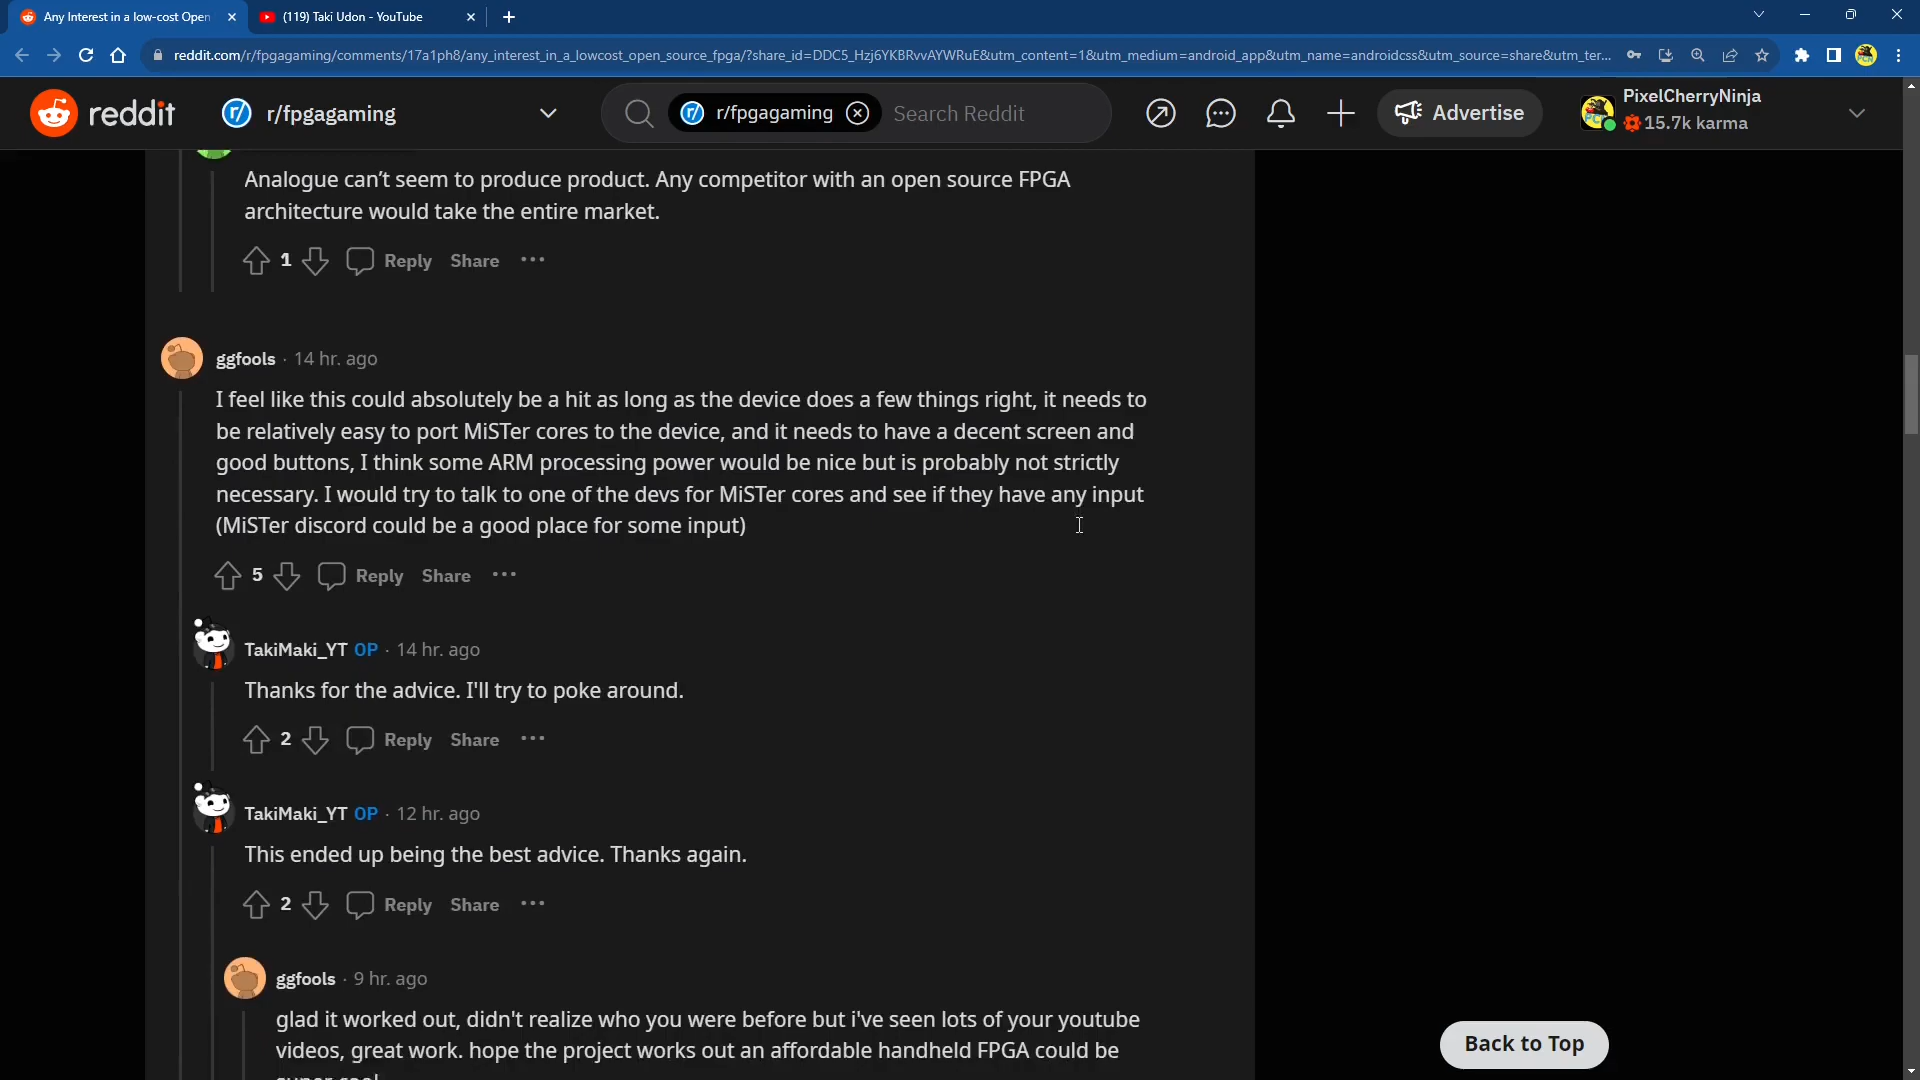 Any Interest in a low-cost Open
(119) Taki Udon - YouTube
reddit.com/r/fpgagaming/comments/17a1ph8/any_interest_in_a_lowcost_open_source_fpga/?share_id=DDC5_Hzj6YKBRvvAYWRuE&utm_content=1&utm_medium=android_app&utm_name=androidcss&utm_source=share&utm_ter...
reddit
r/fpgagaming
r/fpgagaming
Search Reddit
Advertise
PixelCherryNinja
15.7k karma
Analogue can't seem to produce product. Any competitor with an open source FPGA
architecture would take the entire market.
1 Reply Share ···
ggfools · 14 hr. ago
I feel like this could absolutely be a hit as long as the device does a few things right, it needs to
be relatively easy to port MiSTer cores to the device, and it needs to have a decent screen and
good buttons, I think some ARM processing power would be nice but is probably not strictly
necessary. I would try to talk to one of the devs for MiSTer cores and see if they have any input
(MiSTer discord could be a good place for some input)
5 Reply Share ···
TakiMaki_YT OP · 14 hr. ago
Thanks for the advice. I'll try to poke around.
2 Reply Share ···
TakiMaki_YT OP · 12 hr. ago
This ended up being the best advice. Thanks again.
2 Reply Share ···
ggfools · 9 hr. ago
glad it worked out, didn't realize who you were before but i've seen lots of your youtube
videos, great work. hope the project works out an affordable handheld FPGA could be
Back to Top